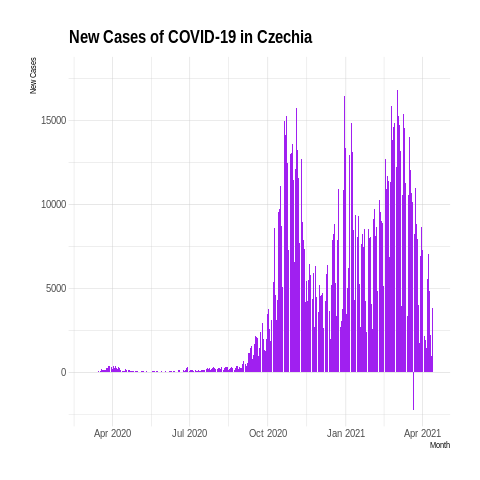 New Cases of COVID-19 in Czechia
New Cases
15000
10000
5000
0
Apr 2020 Jul 2020 Oct 2020 Jan 2021 Apr 2021
Month